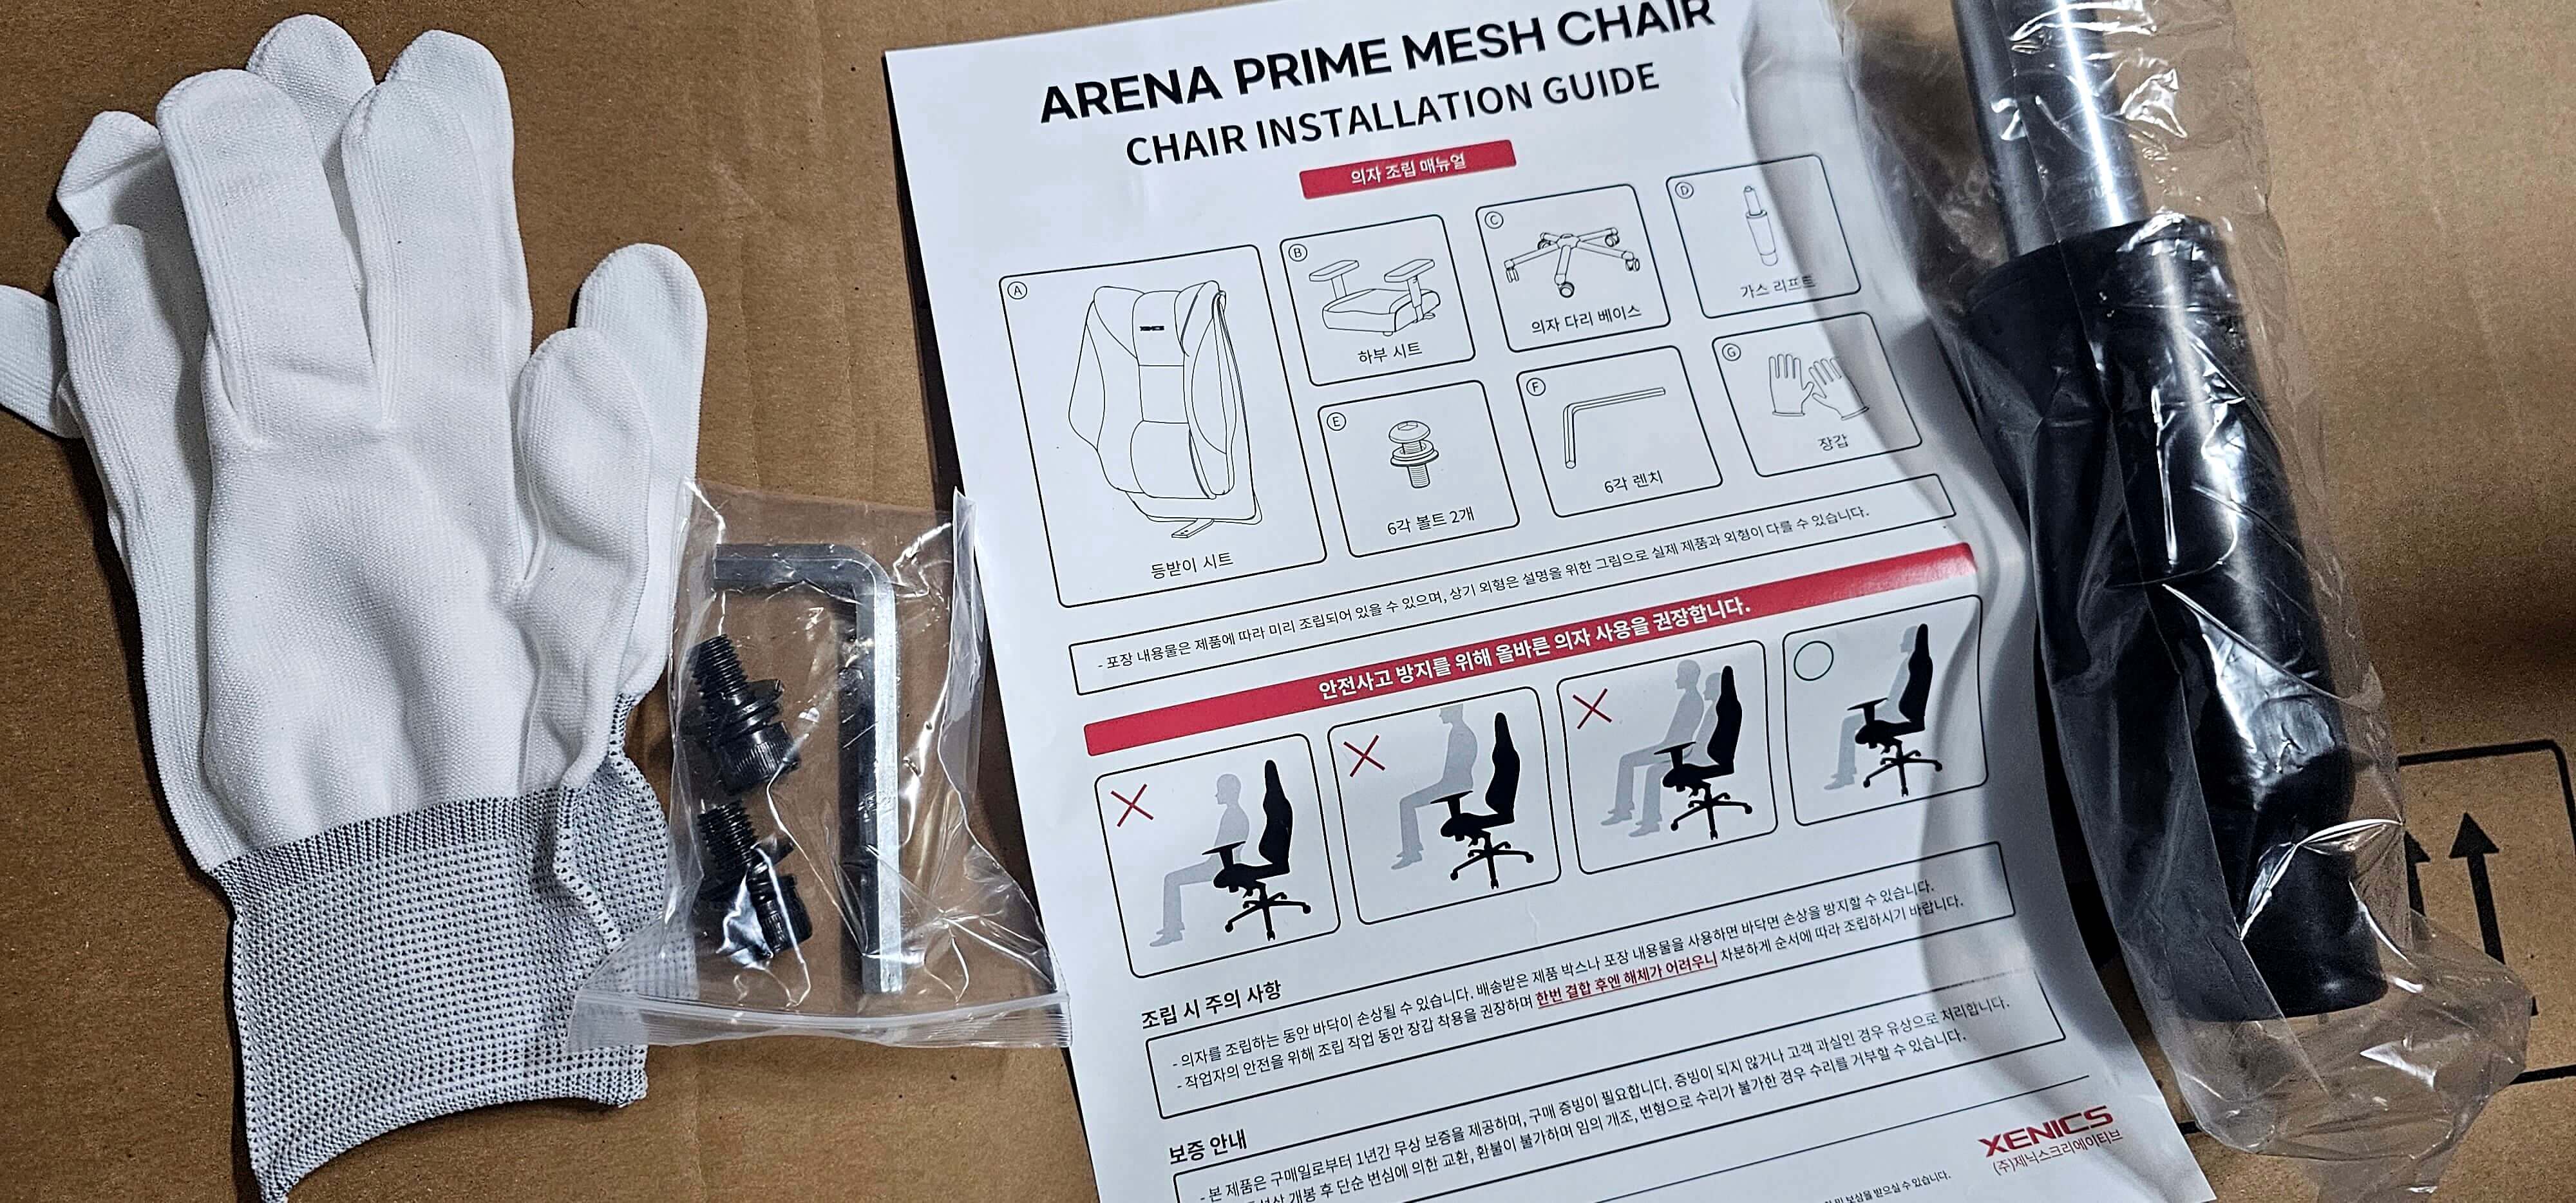 ARENA PRIME MESH CHAIR
CHAIR INSTALLATION GUIDE
의자 조립 매뉴얼
A
등받이 시트
B
하부 시트
C
의자 다리 베이스
D
가스 리프트
E
6각 볼트 2개
F
6각 렌치
G
장갑
- 포장 내용물은 제품에 따라 미리 조립되어 있을 수 있으며, 상기 외형은 설명을 위한 그림으로 실제 제품과 외형이 다를 수 있습니다.
안전사고 방지를 위해 올바른 의자 사용을 권장합니다.
조립 시 주의 사항
- 의자를 조립하는 동안 바닥이 손상될 수 있습니다. 배송받은 제품 박스나 포장 내용물을 사용하면 바닥면 손상을 방지할 수 있습니다.
- 작업자의 안전을 위해 조립 작업 동안 장갑 착용을 권장하며 한번 결합 후엔 해체가 어려우니 차분하게 순서에 따라 조립하시기 바랍니다.
보증 안내
- 본 제품은 구매일로부터 1년간 무상 보증을 제공하며, 구매 증빙이 필요합니다. 증빙이 되지 않거나 고객 과실인 경우 유상으로 처리합니다.
개봉 후 단순 변심에 의한 교환, 환불이 불가하며 임의 개조, 변형으로 수리가 불가한 경우 수리를 거부할 수 있습니다.
및 보상을 받으실 수 있습니다.
XENICS
(주)제닉스크리에이티브